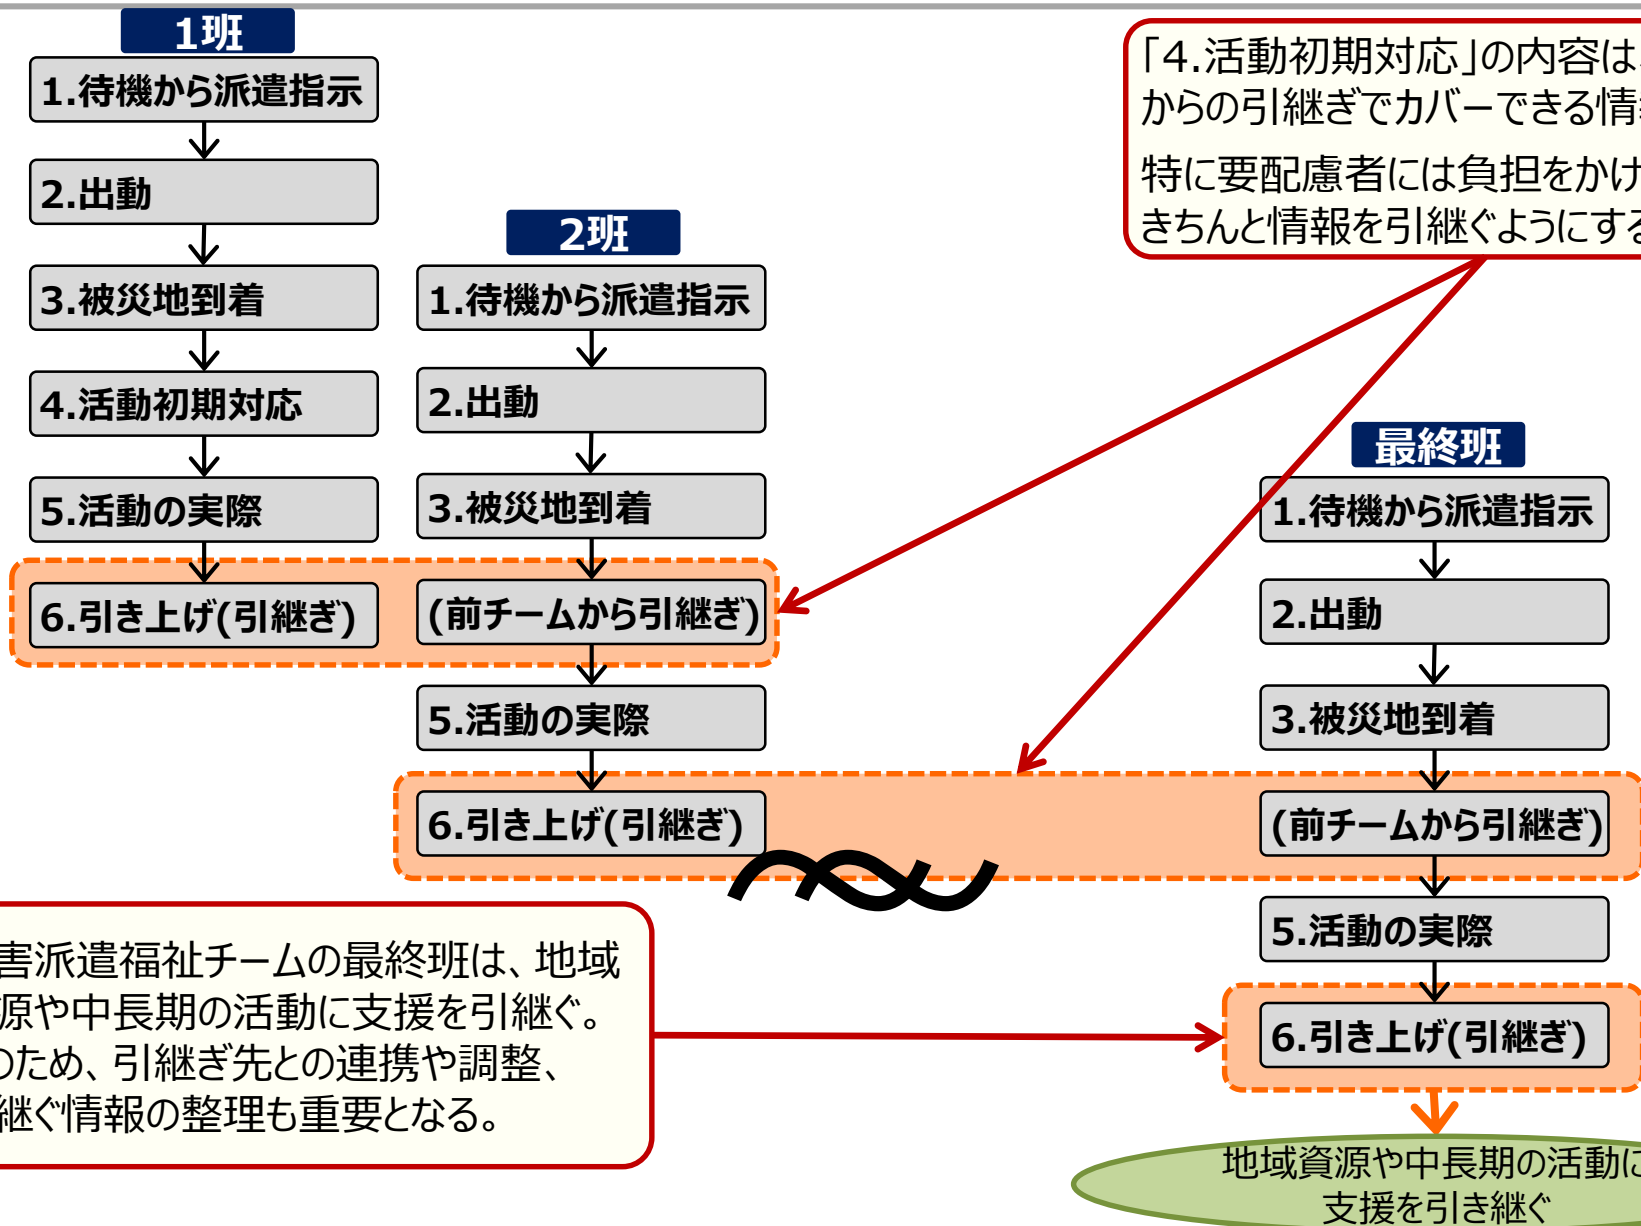 1班
1.待機から派遣指示
2.出動
3.被災地到着
4.活動初期対応
5.活動の実際
6.引き上げ(引継ぎ)
2班
1.待機から派遣指示
2.出動
3.被災地到着
(前チームから引継ぎ)
5.活動の実際
6.引き上げ(引継ぎ)
「4.活動初期対応」の内容は
からの引継ぎでカバーできる情
特に要配慮者には負担をかけ
きちんと情報を引継ぐようにす
最終班
1.待機から派遣指示
2.出動
3.被災地到着
(前チームから引継ぎ)
5.活動の実際
6.引き上げ(引継ぎ)
害派遣福祉チームの最終班は、地域
源や中長期の活動に支援を引継ぐ。
のため、引継ぎ先との連携や調整、
継ぐ情報の整理も重要となる。
地域資源や中長期の活動に
支援を引き継ぐ